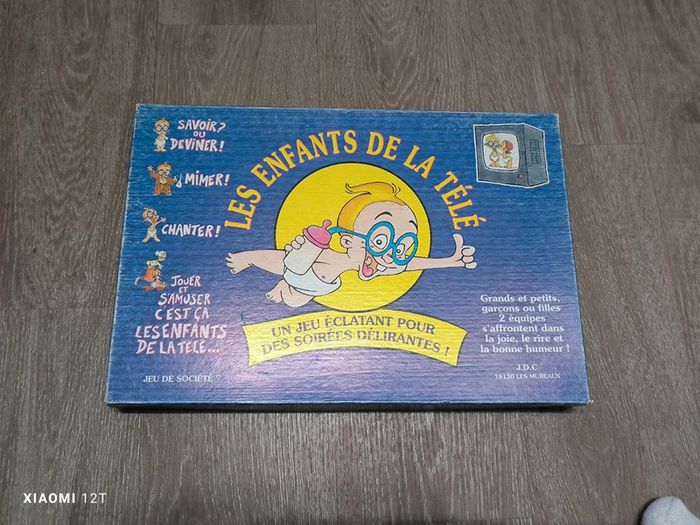 SAVOIR?
OU
DEVINER!
MIMER!
CHANTER!
JOUER
ET
S'AMUSER
C'EST ÇA
LES ENFANTS
DE LA TELE...
JEU DE SOCIÉTÉ
LES ENFANTS DE LA TÉLÉ
UN JEU ÉCLATANT POUR
DES SOIRÉES DÉLIRANTES !
Grands et petits,
garçons ou filles
2 équipes
s'affrontent dans
la joie, le rire et
la bonne humeur !
J.D.C
78130 LES MUREAUX
XIAOMI 12T